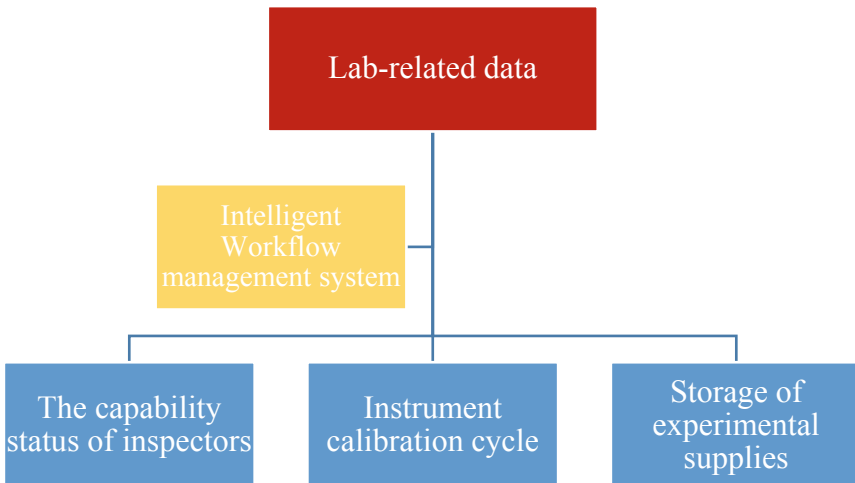 Lab-related data
Intelligent
Workflow
management system
The capability
status of inspectors
Instrument
calibration cycle
Storage of
experimental
supplies